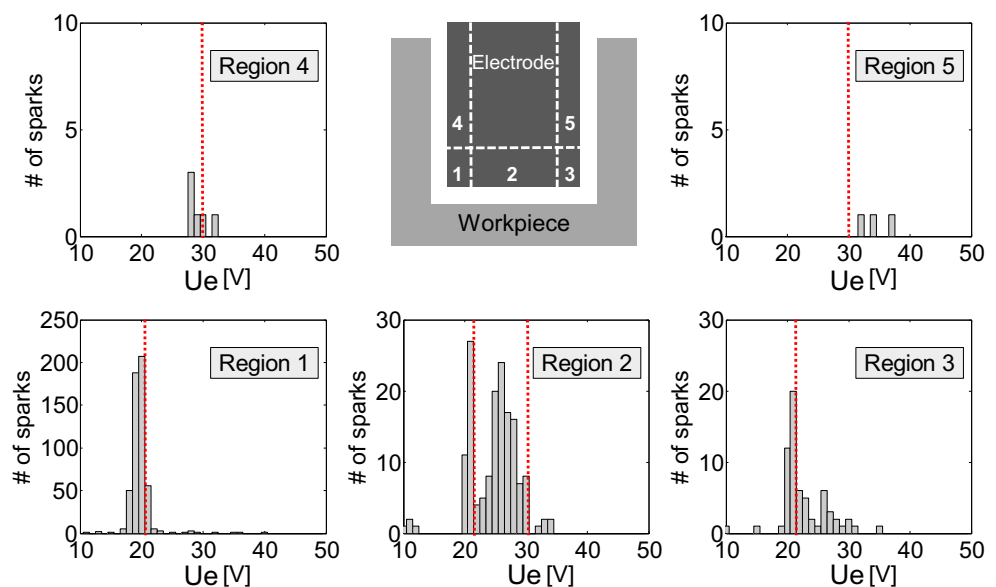 10
5
0
# of sparks
Region 4
10 20 30 40 50
Ue [V]
Electrode
4 5
1 2 3
Workpiece
10
5
0
# of sparks
Region 5
10 20 30 40 50
Ue [V]
250
200
150
100
50
0
# of sparks
Region 1
10 20 30 40 50
Ue [V]
30
20
10
0
# of sparks
Region 2
10 20 30 40 50
Ue [V]
30
20
10
0
# of sparks
Region 3
10 20 30 40 50
Ue [V]